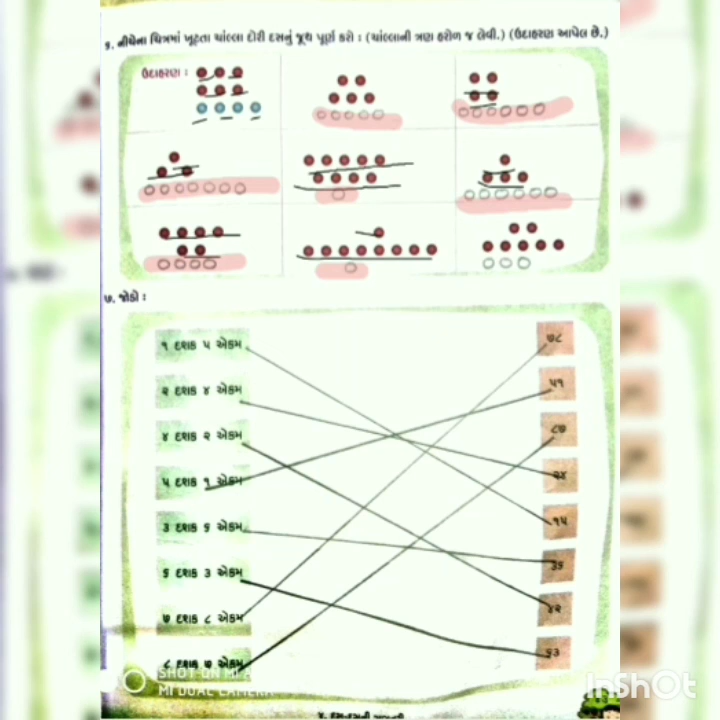 ૬. નીચેના ચિત્રમાં ખૂટતા ચાંલ્લા દોરી દસનું જૂથ પૂર્ણ કરો : (ચાંલ્લાની ત્રણ હરોળ જ લેવી.) (ઉદાહરણ આપેલ છે.)
ઉદાહરણ :
૭. જોડો :
૧ દશક ૫ એકમ ૭૮
૨ દશક ૪ એકમ ૫૧
૪ દશક ૨ એકમ ૮૭
૫ દશક ૧ એકમ ૨૪
૩ દશક ૬ એકમ ૧૫
૬ દશક ૩ એકમ ૩૬
૭ દશક ૮ એકમ ૪૨
૮ દશક ૭ એકમ ૬૩
SHOT ON MI A
MI DUAL CAMERA
InShOt